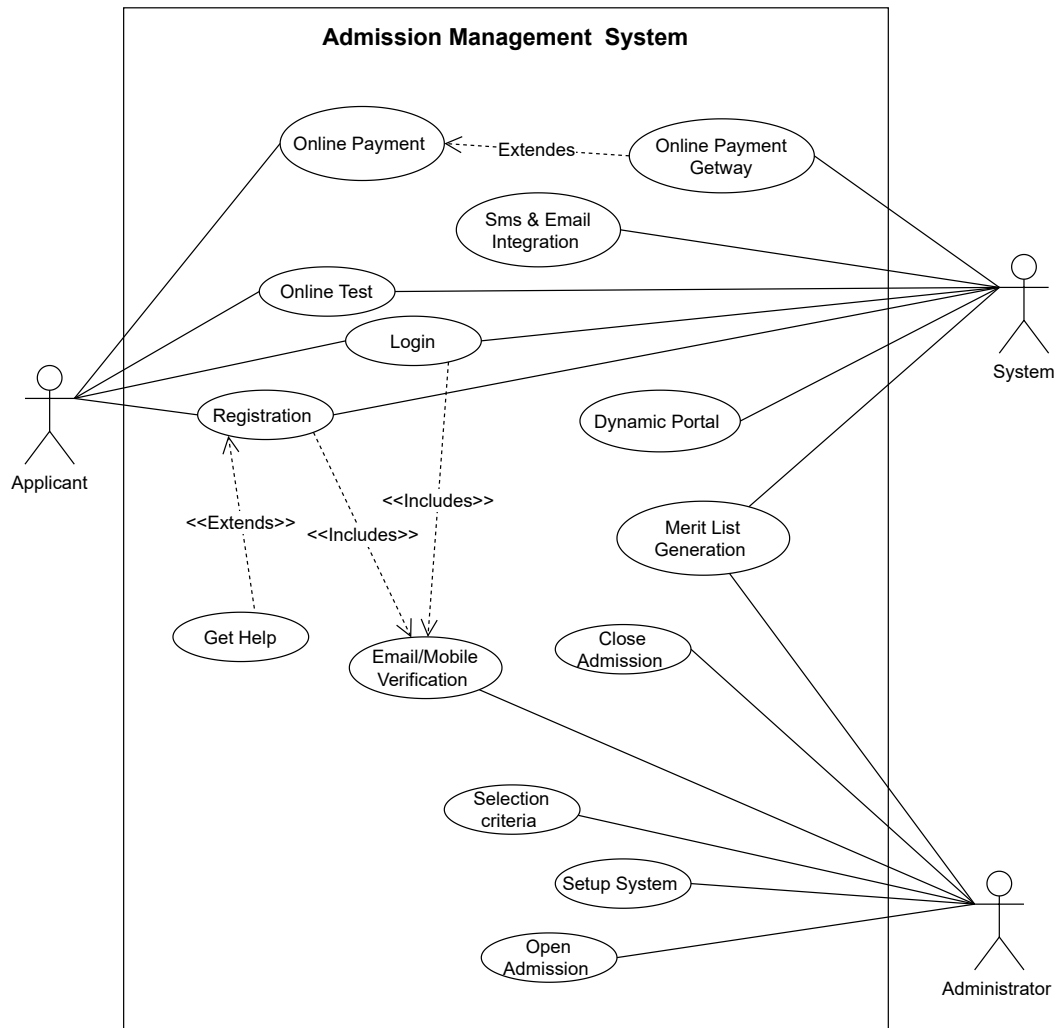 Admission Management  System
Online Payment
Extendes
Online Payment
Getway
Sms & Email
Integration
Online Test
Login
System
Registration
Dynamic Portal
Applicant
<<Includes>>
<<Extends>>
<<Includes>>
Merit List
Generation
Get Help
Email/Mobile
Verification
Close
Admission
Selection
criteria
Setup System
Open
Admission
Administrator